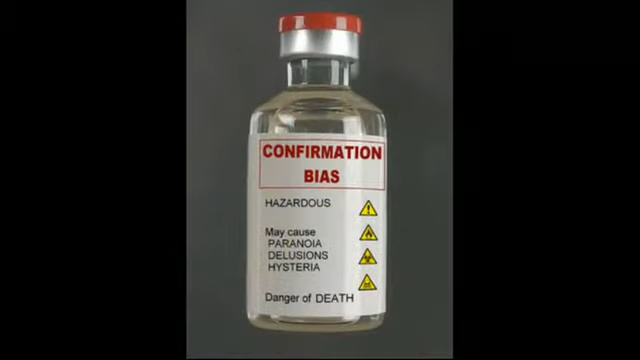 CONFIRMATION
BIAS
HAZARDOUS
May cause
PARANOIA
DELUSIONS
HYSTERIA
Danger of DEATH